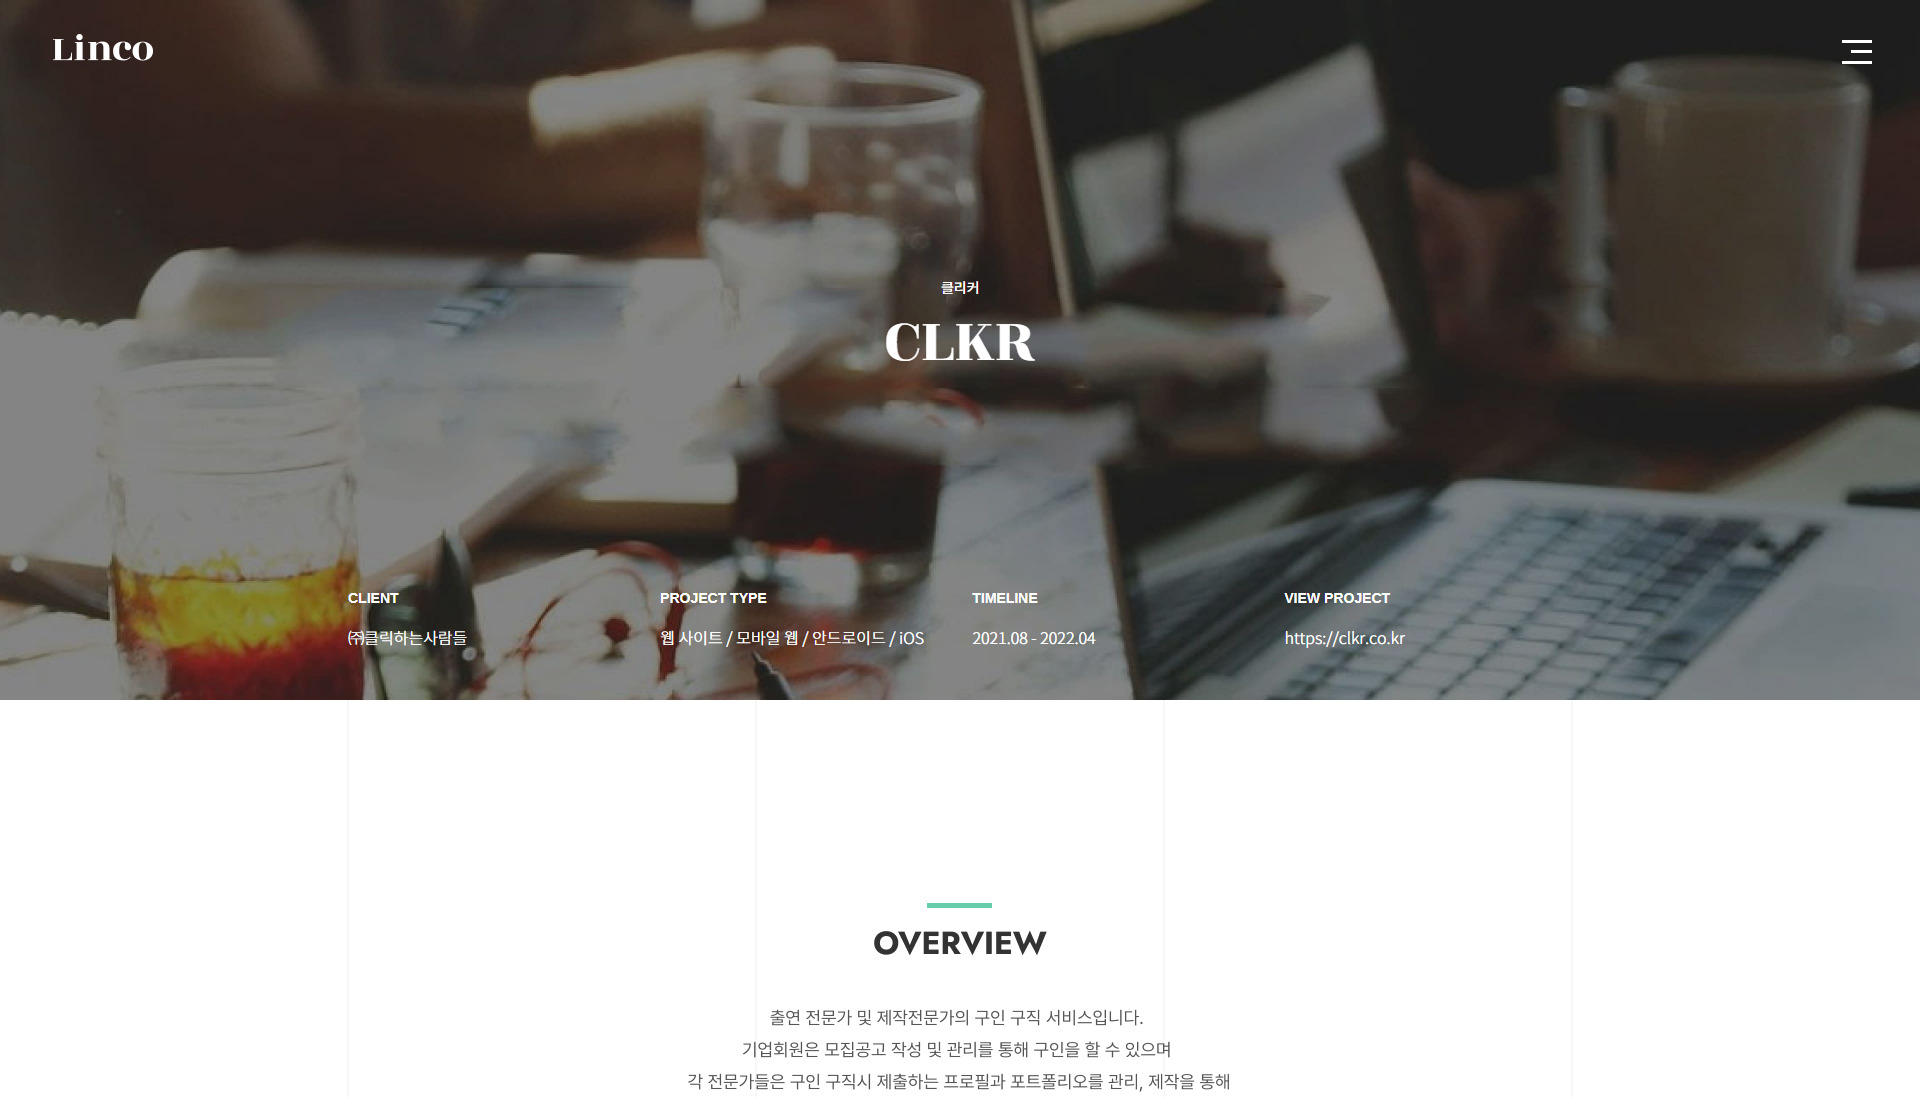 Linco
클리커
CLKR
CLIENT
㈜클릭하는사람들
PROJECT TYPE
웹 사이트 / 모바일 웹 / 안드로이드 / iOS
TIMELINE
2021.08 - 2022.04
VIEW PROJECT
https://clkr.co.kr
OVERVIEW
출연 전문가 및 제작전문가의 구인 구직 서비스입니다.
기업회원은 모집공고 작성 및 관리를 통해 구인을 할 수 있으며
각 전문가들은 구인 구직시 제출하는 프로필과 포트폴리오를 관리, 제작을 통해